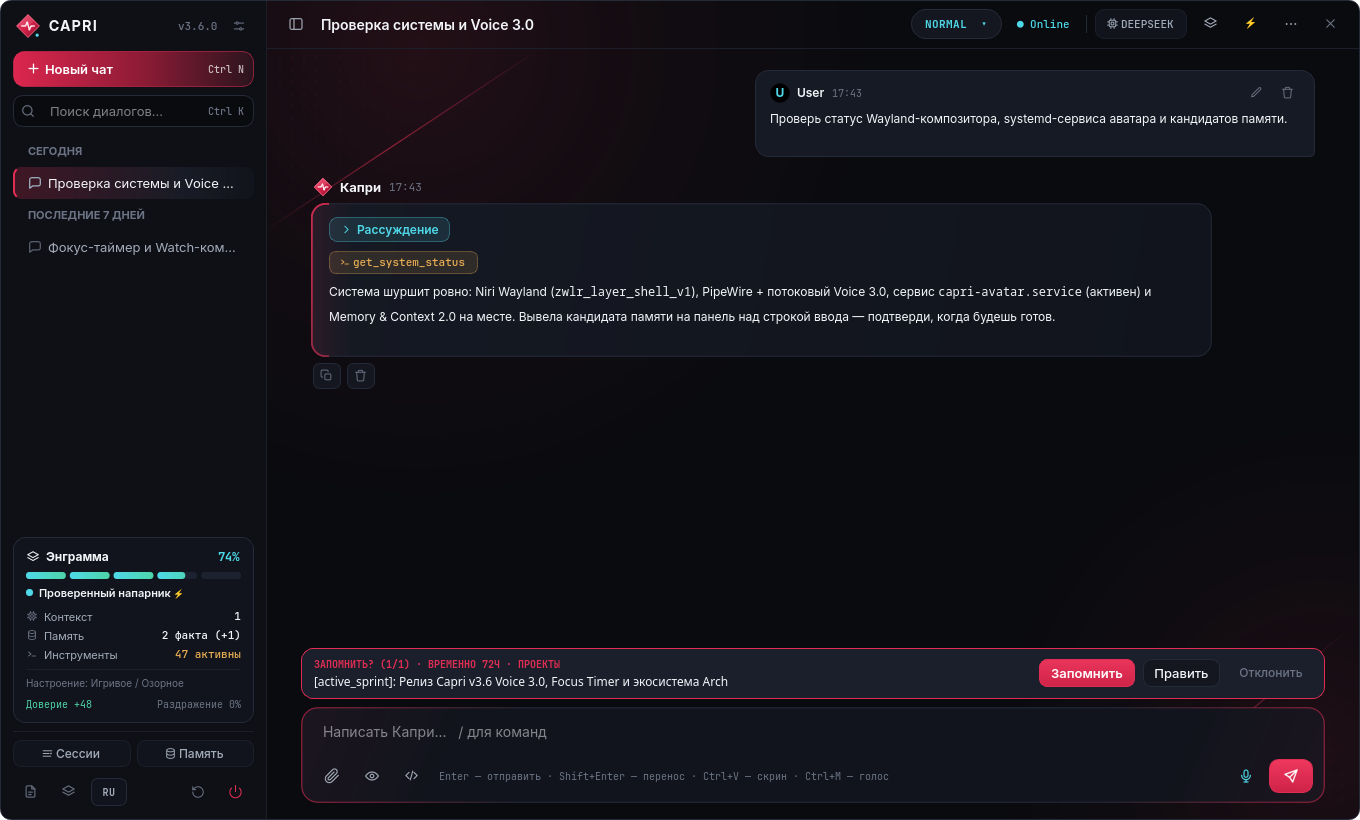 CAPRI
v3.6.0
Новый чат
Ctrl N
Поиск диалогов...
Ctrl K
СЕГОДНЯ
Проверка системы и Voice ...
ПОСЛЕДНИЕ 7 ДНЕЙ
Фокус-таймер и Watch-ком...
Энграмма
74%
Проверенный напарник
Контекст
1
Память
2 факта (+1)
Инструменты
47 активны
Настроение: Игривое / Озорное
Доверие +48
Раздражение 0%
Сессии
Память
RU
Проверка системы и Voice 3.0
NORMAL
Online
DEEPSEEK
U
User
17:43
Проверь статус Wayland-композитора, systemd-сервиса аватара и кандидатов памяти.
Капри
17:43
Рассуждение
get_system_status
Система шуршит ровно: Niri Wayland (zwlr_layer_shell_v1), PipeWire + потоковый Voice 3.0, сервис capri-avatar.service (активен) и
Memory & Context 2.0 на месте. Вывела кандидата памяти на панель над строкой ввода — подтверди, когда будешь готов.
ЗАПОМНИТЬ? (1/1) · ВРЕМЕННО 72Ч · ПРОЕКТЫ
[active_sprint]: Релиз Capri v3.6 Voice 3.0, Focus Timer и экосистема Arch
Запомнить
Править
Отклонить
Написать Капри... / для команд
Enter — отправить · Shift+Enter — перенос · Ctrl+V — скрин · Ctrl+M — голос